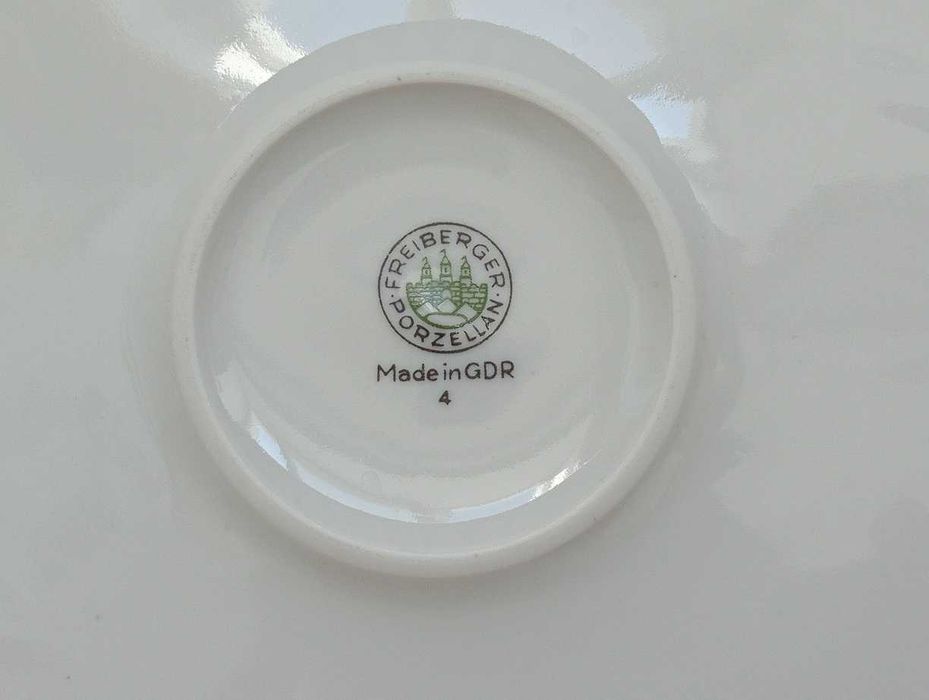 FREIBERGER
PORZELLAN
Made in GDR
4